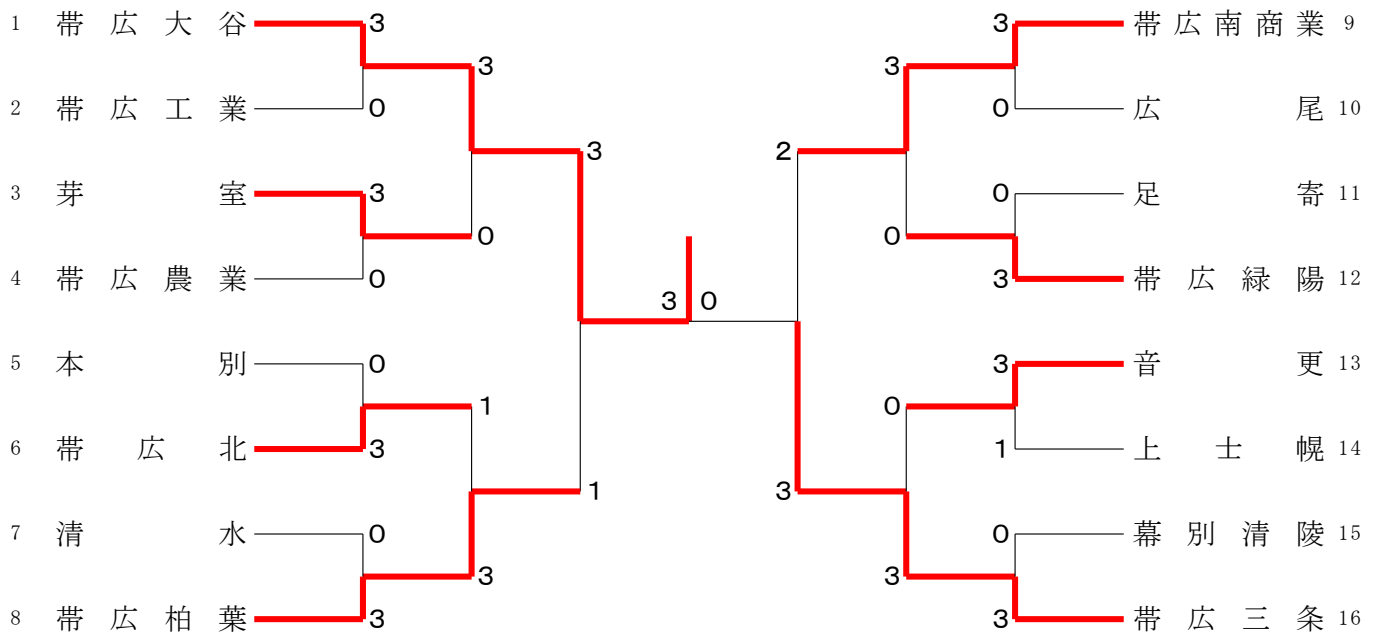 1 帯広大谷 3 3 帯広南商業 9
3 3
2 帯広工業 0 0 広尾 10
3 2
3 芽室 3 0 足寄 11
0 0
4 帯広農業 0 3 帯広緑陽 12
3 0
5 本別 0 3 音更 13
1 0
6 帯広北 3 1 上士幌 14
1 3
7 清水 0 0 幕別清陵 15
3 3
8 帯広柏葉 3 3 帯広三条 16